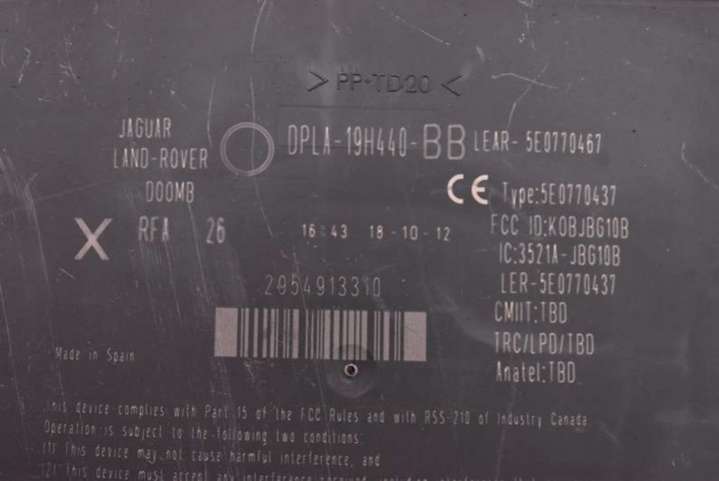 > PP-TD20 <
JAGUAR
LAND-ROVER
DPLA-19H440-BB LEAR- 5E0770467
D00MB
CE Type:5E0770437
X RFA 26 16:43 18-10-12 FCC ID:KOBJBG10B
IC:3521A-JBG10B
2954913310 LER-5E0770437
CMIIT:TBD
TRC/LPD/TBD
Made in Spain Anatel:TBD
This device complies with Part 15 of the FCC Rules and with RSS-210 of Industry Canada
Operation is subject to the following two conditions:
(1) This device may not cause harmful interference, and
(2) This device must accept any interference